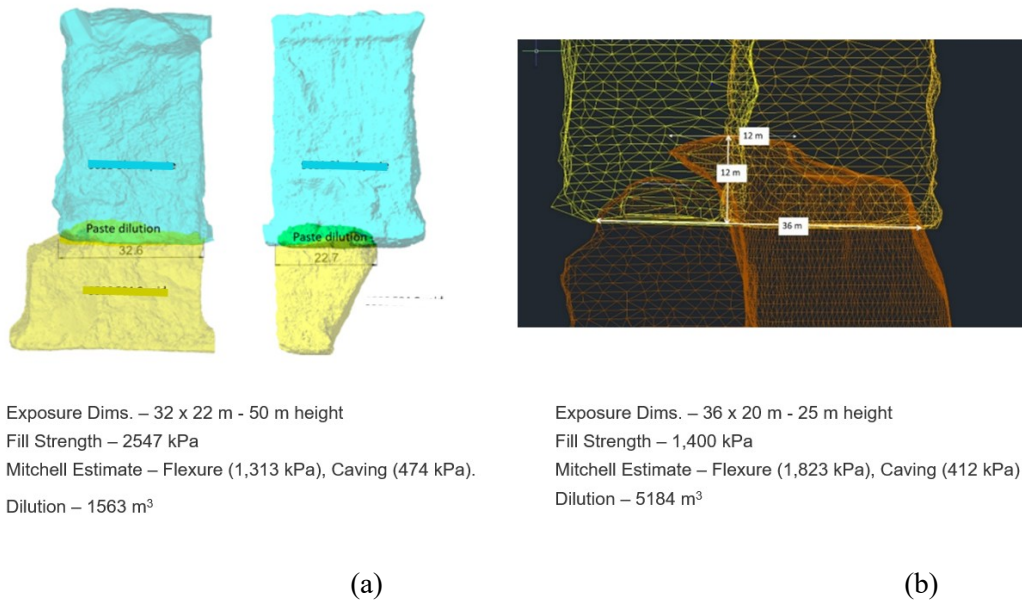 Paste dilution
32.6
Paste dilution
22.7
12 m
12 m
36 m
Exposure Dims. – 32 x 22 m - 50 m height
Fill Strength – 2547 kPa
Mitchell Estimate – Flexure (1,313 kPa), Caving (474 kPa).
Dilution – 1563 m³
Exposure Dims. – 36 x 20 m - 25 m height
Fill Strength – 1,400 kPa
Mitchell Estimate – Flexure (1,823 kPa), Caving (412 kPa)
Dilution – 5184 m³
(a)
(b)